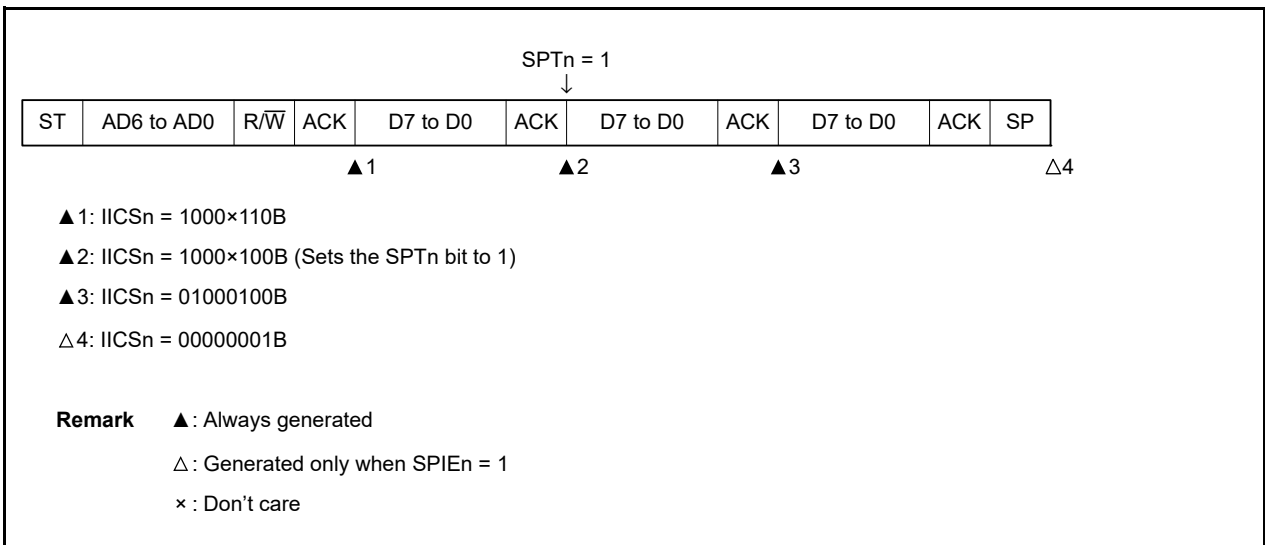 SPTn = 1
↓
ST AD6 to AD0 R/W̅ ACK D7 to D0 ACK D7 to D0 ACK D7 to D0 ACK SP
▲1 ▲2 ▲3 △4
▲1: IICSn = 1000×110B
▲2: IICSn = 1000×100B (Sets the SPTn bit to 1)
▲3: IICSn = 01000100B
△4: IICSn = 00000001B
Remark ▲: Always generated
△: Generated only when SPIEn = 1
× : Don’t care